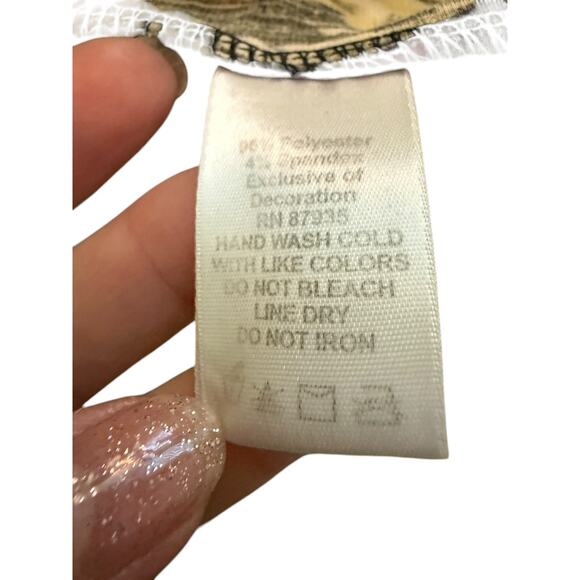 96% Polyester
4% Spandex
Exclusive of
Decoration
RN 87935
HAND WASH COLD
WITH LIKE COLORS
DO NOT BLEACH
LINE DRY
DO NOT IRON